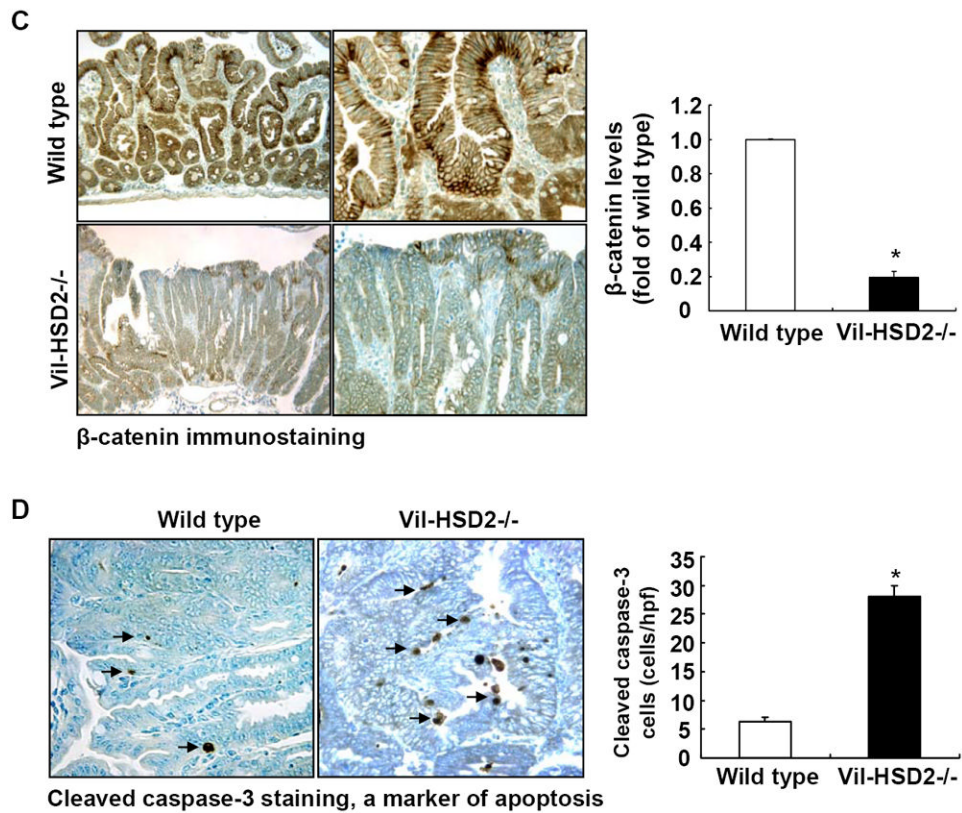 C
Wild type
Vil-HSD2-/-
β-catenin immunostaining
β-catenin levels
(fold of wild type)
1.2
1.0
0.8
0.6
0.4
0.2
0
*
Wild type
Vil-HSD2-/-
D
Wild type
Vil-HSD2-/-
Cleaved caspase-3 staining, a marker of apoptosis
Cleaved caspase-3
cells (cells/hpf)
35
30
25
20
15
10
5
0
*
Wild type
Vil-HSD2-/-